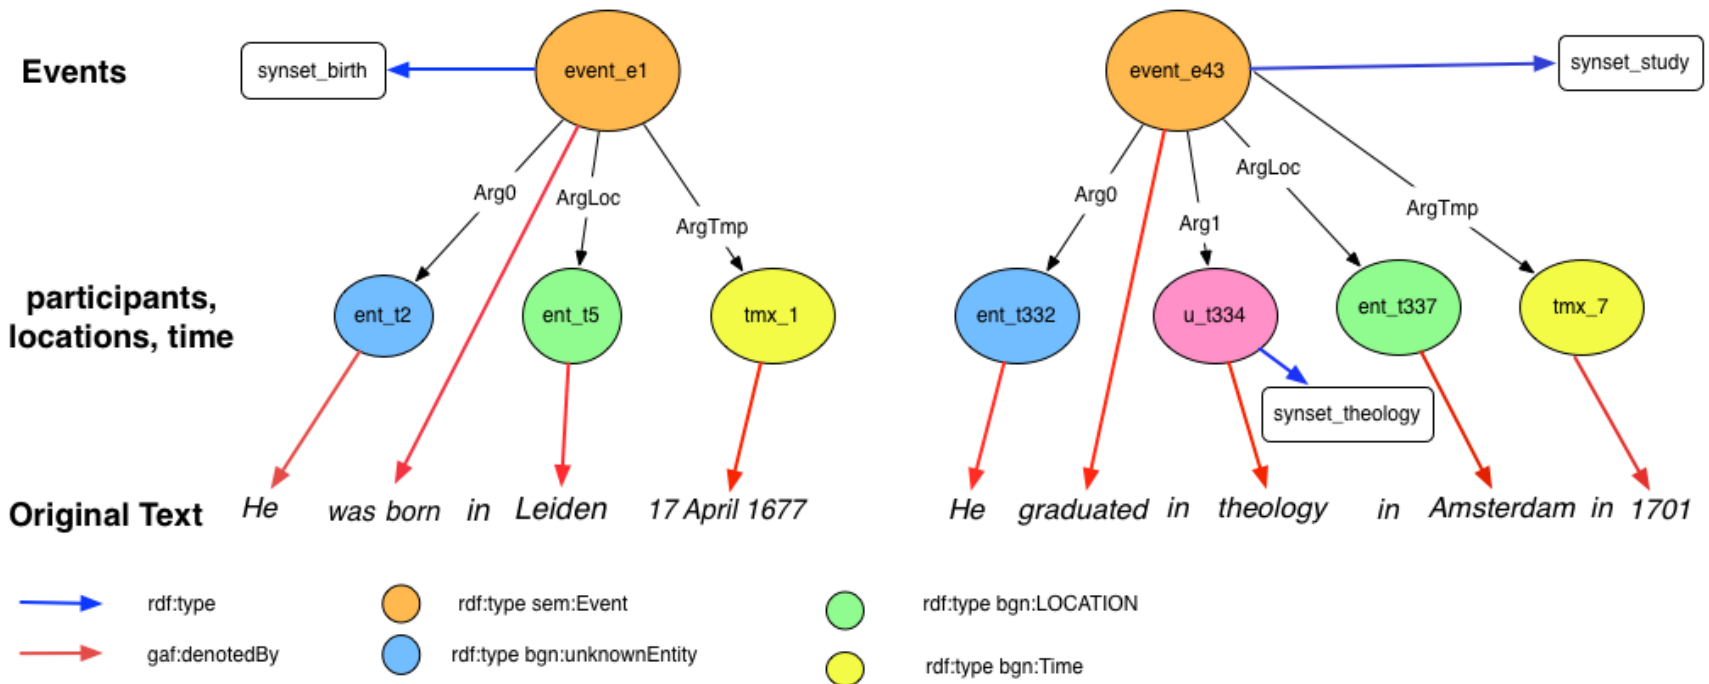 Events
synset_birth
event_e1
event_e43
synset_study
Arg0
ArgLoc
ArgTmp
Arg0
Arg1
ArgLoc
ArgTmp
participants,
locations, time
ent_t2
ent_t5
tmx_1
ent_t332
u_t334
ent_t337
tmx_7
synset_theology
Original Text
He was born in Leiden 17 April 1677
He graduated in theology in Amsterdam in 1701
rdf:type
rdf:type sem:Event
rdf:type bgn:LOCATION
gaf:denotedBy
rdf:type bgn:unknownEntity
rdf:type bgn:Time